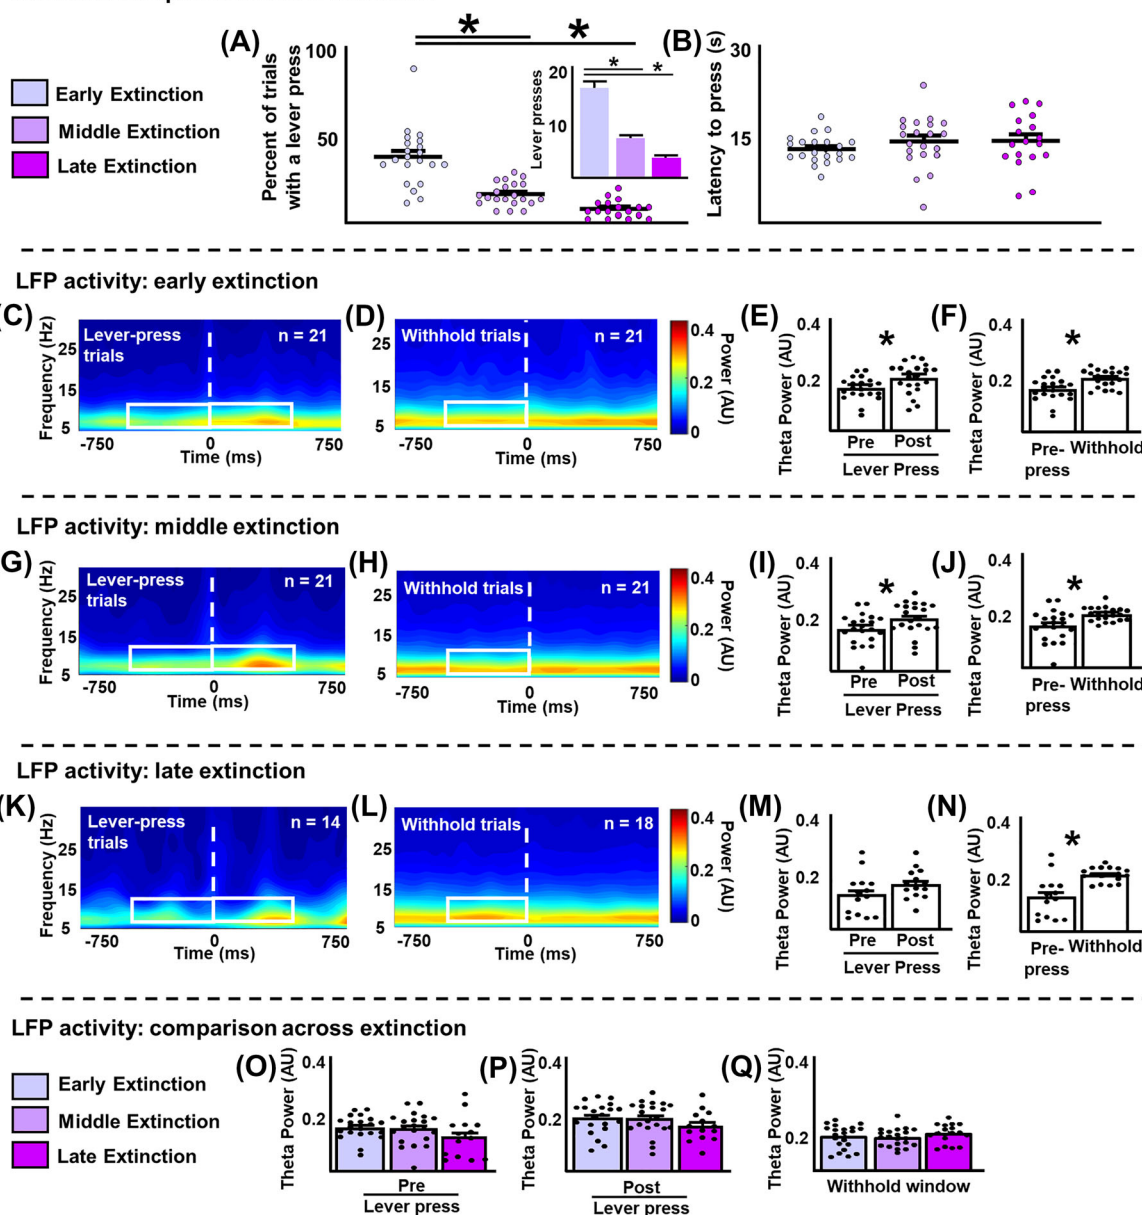 (A)
Percent of trials
with a lever press
100
50
*
*
Lever presses
20
10
*
*
(B)
Latency to press (s)
30
15
Early Extinction
Middle Extinction
Late Extinction
LFP activity: early extinction
(C)
Frequency (Hz)
25
15
5
Lever-press
trials
n = 21
-750
0
750
Time (ms)
(D)
25
15
5
Withhold trials
n = 21
-750
0
750
Time (ms)
0.4
0.2
0
Power (AU)
(E)
Theta Power (AU)
0.4
0.2
*
Pre
Post
Lever Press
(F)
Theta Power (AU)
0.4
0.2
*
Pre-
press
Withhold
LFP activity: middle extinction
G)
Frequency (Hz)
25
15
5
Lever-press
trials
n = 21
-750
0
750
Time (ms)
(H)
25
15
5
Withhold trials
n = 21
-750
0
750
Time (ms)
0.4
0.2
0
Power (AU)
(I)
Theta Power (AU)
0.4
0.2
*
Pre
Post
Lever Press
(J)
Theta Power (AU)
0.4
0.2
*
Pre-
press
Withhold
LFP activity: late extinction
(K)
Frequency (Hz)
25
15
5
Lever-press
trials
n = 14
-750
0
750
Time (ms)
(L)
25
15
5
Withhold trials
n = 18
-750
0
750
Time (ms)
0.4
0.2
0
Power (AU)
(M)
Theta Power (AU)
0.4
0.2
Pre
Post
Lever Press
(N)
Theta Power (AU)
0.4
0.2
*
Pre-
press
Withhold
LFP activity: comparison across extinction
Early Extinction
Middle Extinction
Late Extinction
(O)
Theta Power (AU)
0.4
0.2
Pre
Lever press
(P)
Theta Power (AU)
0.4
0.2
Post
Lever press
(Q)
Theta Power (AU)
0.4
0.2
Withhold window